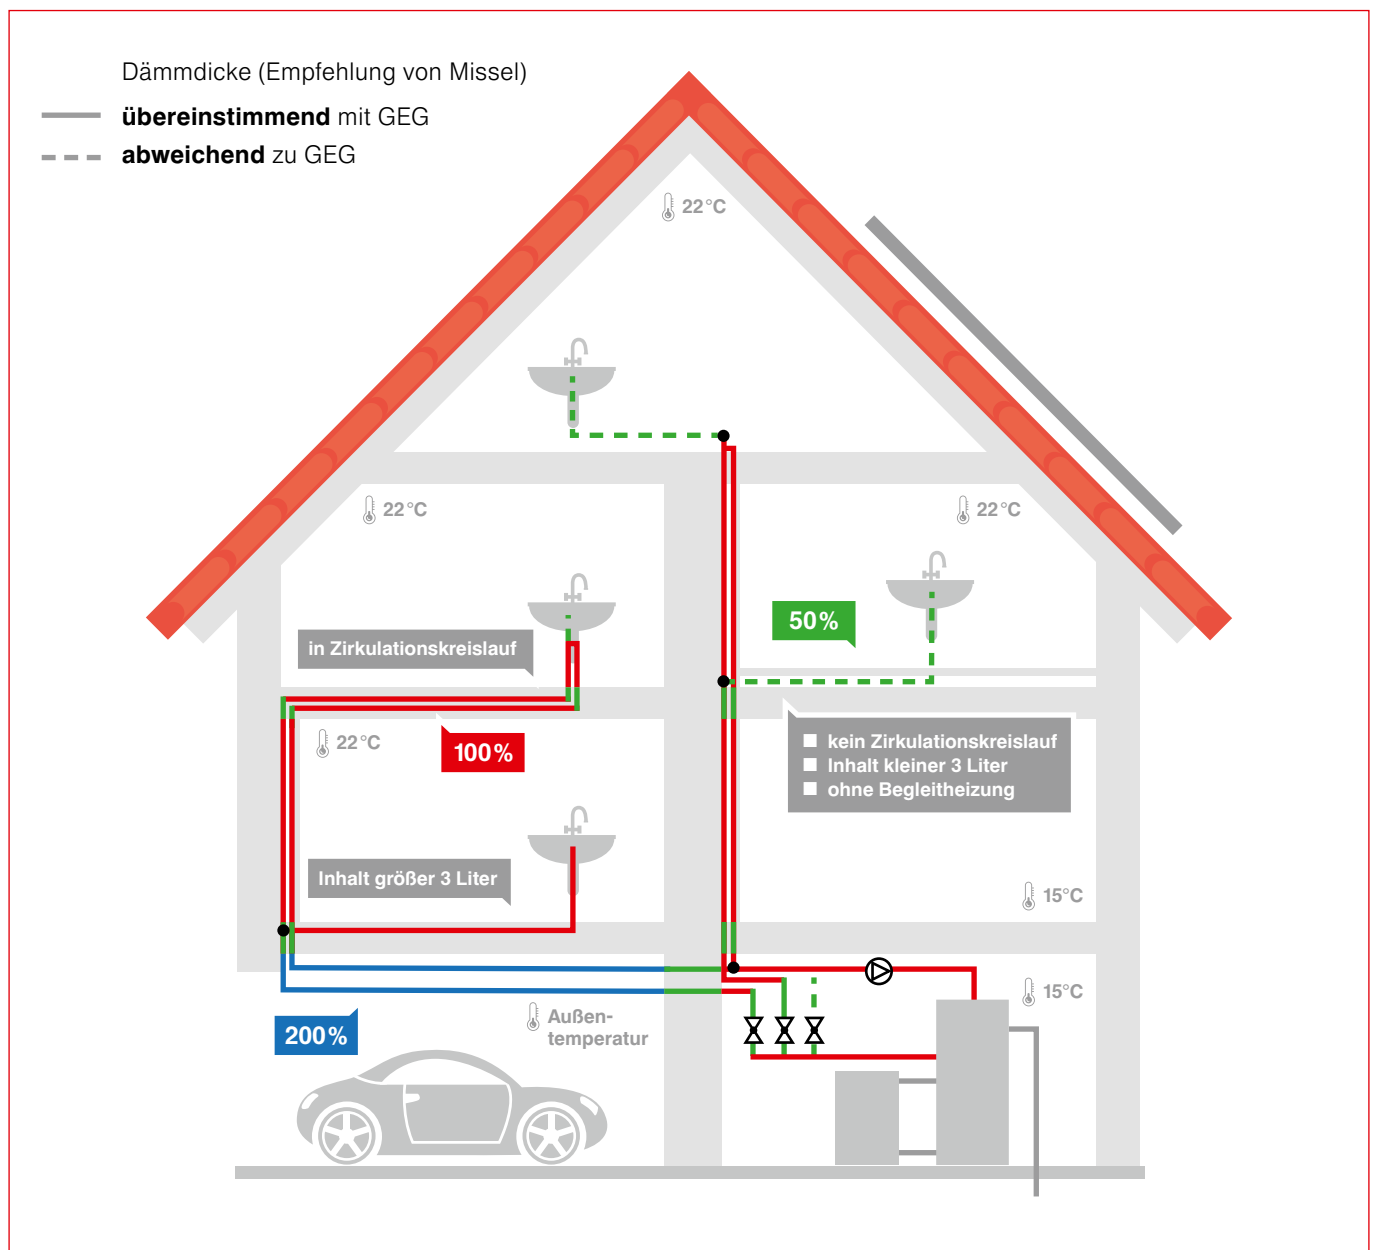 Dämmdicke (Empfehlung von Missel)
übereinstimmend mit GEG
abweichend zu GEG
22°C
22°C
22°C
50%
in Zirkulationskreislauf
22°C
100%
kein Zirkulationskreislauf
Inhalt kleiner 3 Liter
ohne Begleitheizung
Inhalt größer 3 Liter
15°C
15°C
200%
Außen-
temperatur